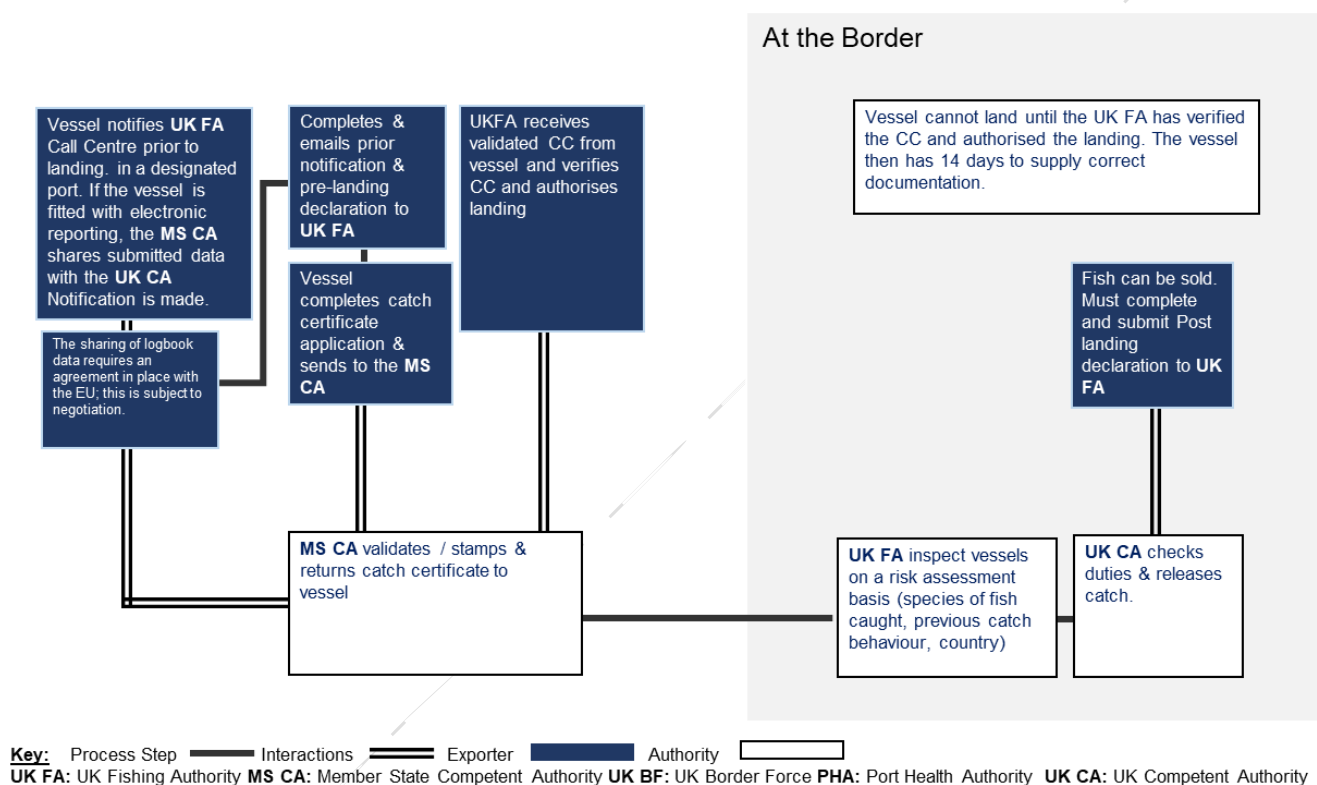 At the Border
Vessel notifies UK FA
Call Centre prior to
landing. in a designated
port. If the vessel is
fitted with electronic
reporting, the MS CA
shares submitted data
with the UK CA
Notification is made.
The sharing of logbook
data requires an
agreement in place with
the EU; this is subject to
negotiation.
Completes &
emails prior
notification &
pre-landing
declaration to
UK FA
Vessel
completes catch
certificate
application &
sends to the MS
CA
UKFA receives
validated CC from
vessel and verifies
CC and authorises
landing
Vessel cannot land until the UK FA has verified
the CC and authorised the landing. The vessel
then has 14 days to supply correct
documentation.
Fish can be sold.
Must complete
and submit Post
landing
declaration to UK
FA
MS CA validates / stamps &
returns catch certificate to
vessel
UK FA inspect vessels
on a risk assessment
basis (species of fish
caught, previous catch
behaviour, country)
UK CA checks
duties & releases
catch.
Key: Process Step Interactions Exporter Authority
UK FA: UK Fishing Authority MS CA: Member State Competent Authority UK BF: UK Border Force PHA: Port Health Authority UK CA: UK Competent Authority